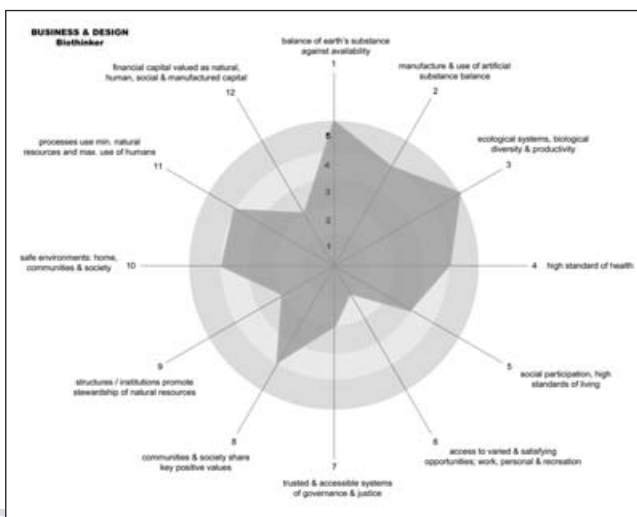 BUSINESS & DESIGN
Biothinker
balance of earth's substance
against availability
1
manufacture & use of artificial
substance balance
2
ecological systems, biological
diversity & productivity
3
4
high standard of health
5
social participation, high
standards of living
6
access to varied & satisfying
opportunities, work, personal & recreation
7
trusted & accessible systems
of governance & justice
8
communities & society share
key positive values
9
structures / institutions promote
stewardship of natural resources
safe environments: home,
communities & society
10
processes use min. natural
resources and max. use of humans
11
financial capital valued as natural,
human, social & manufactured capital
12
5
4
3
2
1